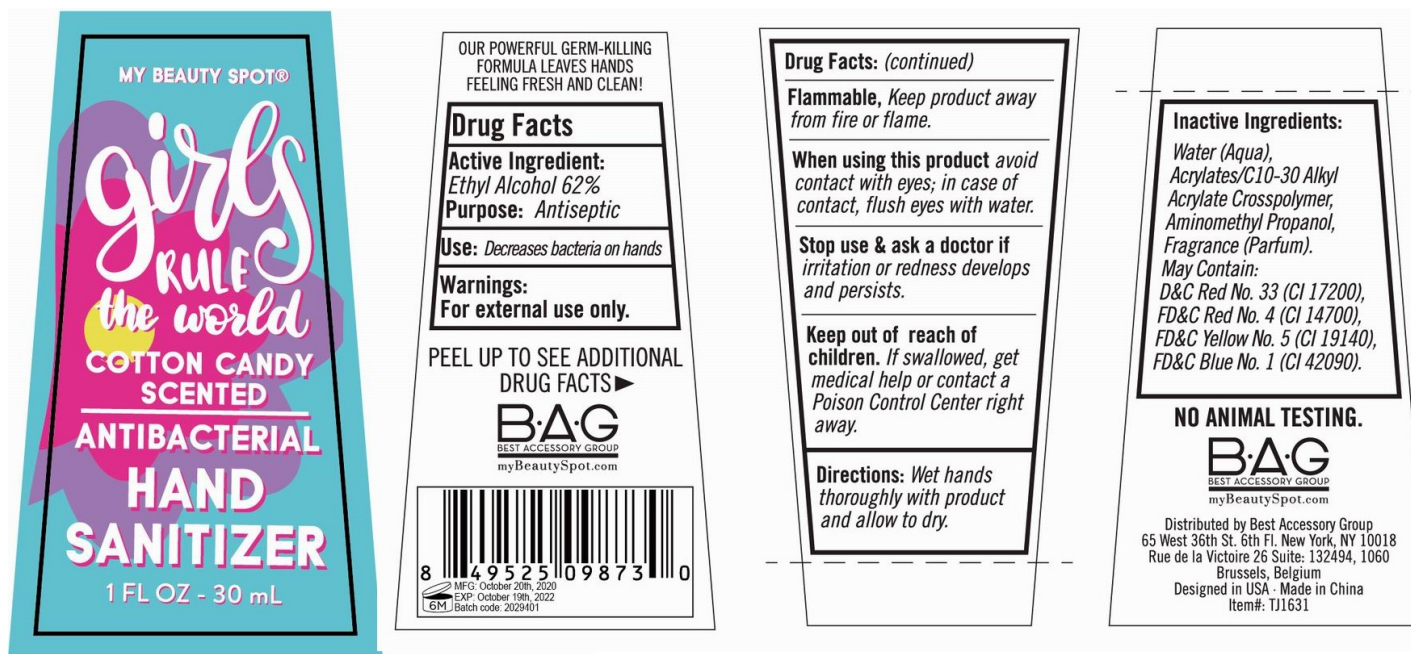 MY BEAUTY SPOT®
girls
RULE
the world
COTTON CANDY
SCENTED
ANTIBACTERIAL
HAND
SANITIZER
1 FL OZ - 30 mL
OUR POWERFUL GERM-KILLING
FORMULA LEAVES HANDS
FEELING FRESH AND CLEAN!
Drug Facts
Active Ingredient:
Ethyl Alcohol 62%
Purpose: Antiseptic
Use: Decreases bacteria on hands
Warnings:
For external use only.
PEEL UP TO SEE ADDITIONAL
DRUG FACTS►
B·A·G
BEST ACCESSORY GROUP
myBeautySpot.com
8 49525 09873 0
6M
MFG: October 20th, 2020
EXP: October 19th, 2022
Batch code: 2029401
Drug Facts: (continued)
Flammable, Keep product away
from fire or flame.
When using this product avoid
contact with eyes; in case of
contact, flush eyes with water.
Stop use & ask a doctor if
irritation or redness develops
and persists.
Keep out of reach of
children. If swallowed, get
medical help or contact a
Poison Control Center right
away.
Directions: Wet hands
thoroughly with product
and allow to dry.
Inactive Ingredients:
Water (Aqua),
Acrylates/C10-30 Alkyl
Acrylate Crosspolymer,
Aminomethyl Propanol,
Fragrance (Parfum).
May Contain:
D&C Red No. 33 (CI 17200),
FD&C Red No. 4 (CI 14700),
FD&C Yellow No. 5 (CI 19140),
FD&C Blue No. 1 (CI 42090).
NO ANIMAL TESTING.
B·A·G
BEST ACCESSORY GROUP
myBeautySpot.com
Distributed by Best Accessory Group
65 West 36th St. 6th Fl. New York, NY 10018
Rue de la Victoire 26 Suite: 132494, 1060
Brussels, Belgium
Designed in USA · Made in China
Item#: TJ1631